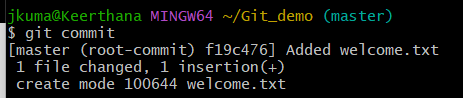 jkuma@Keerthana MINGW64 ~/Git_demo (master)
$ git commit
[master (root-commit) f19c476] Added welcome.txt
 1 file changed, 1 insertion(+)
 create mode 100644 welcome.txt